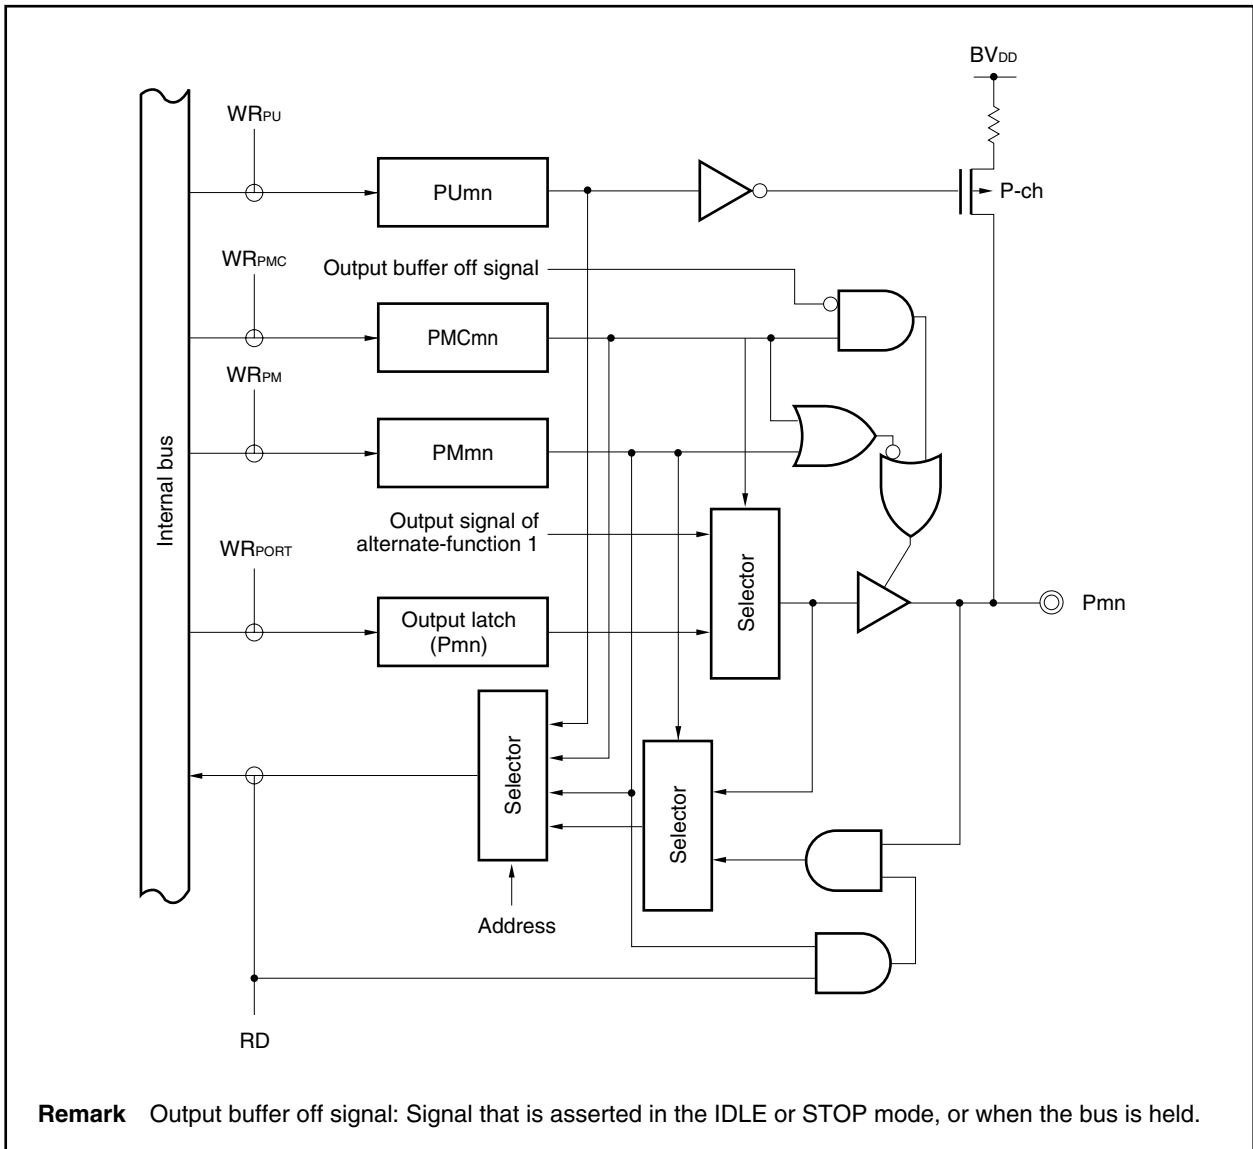 BVDD
WRPU
PUmn
P-ch
WRPMC
Output buffer off signal
PMCmn
WRPM
PMmn
Internal bus
Output signal of
alternate-function 1
Selector
WRPORT
Output latch
(Pmn)
Pmn
Selector
Selector
Address
RD
Remark Output buffer off signal: Signal that is asserted in the IDLE or STOP mode, or when the bus is held.